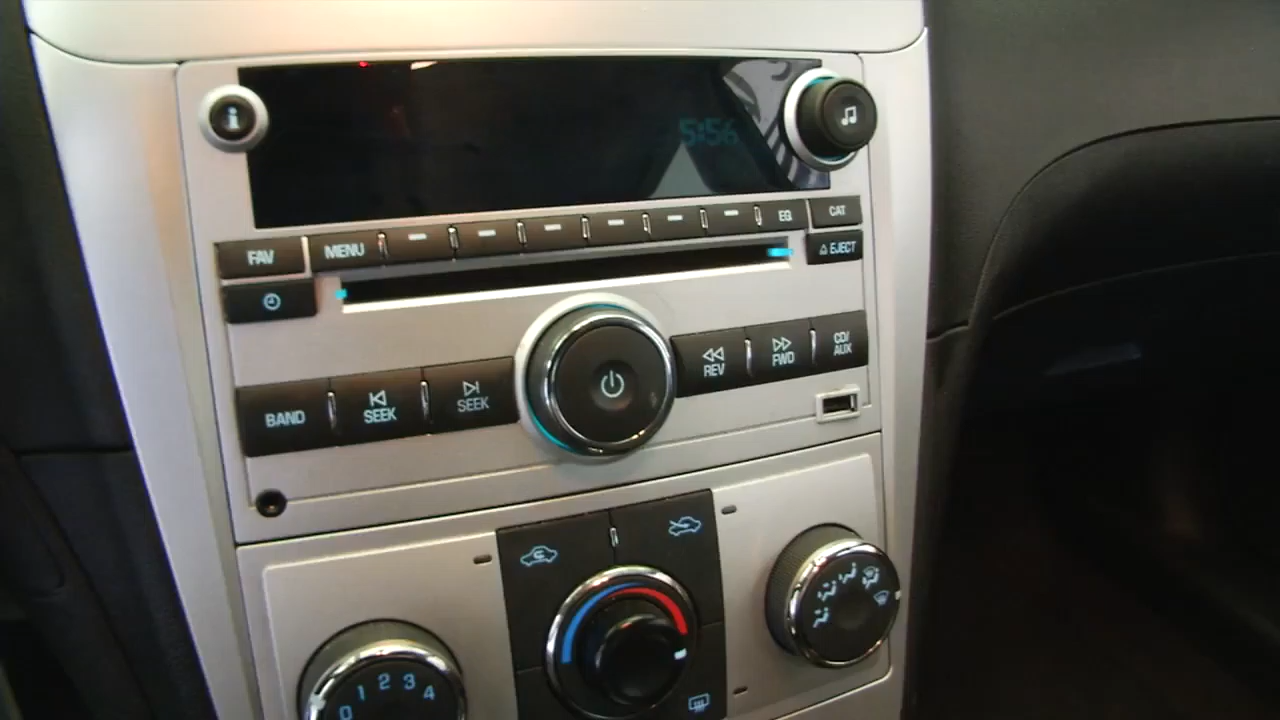 i
5:56
FAV
MENU
EQ
CAT
EJECT
BAND
SEEK
SEEK
REV
FWD
CD/
AUX
0 1 2 3 4